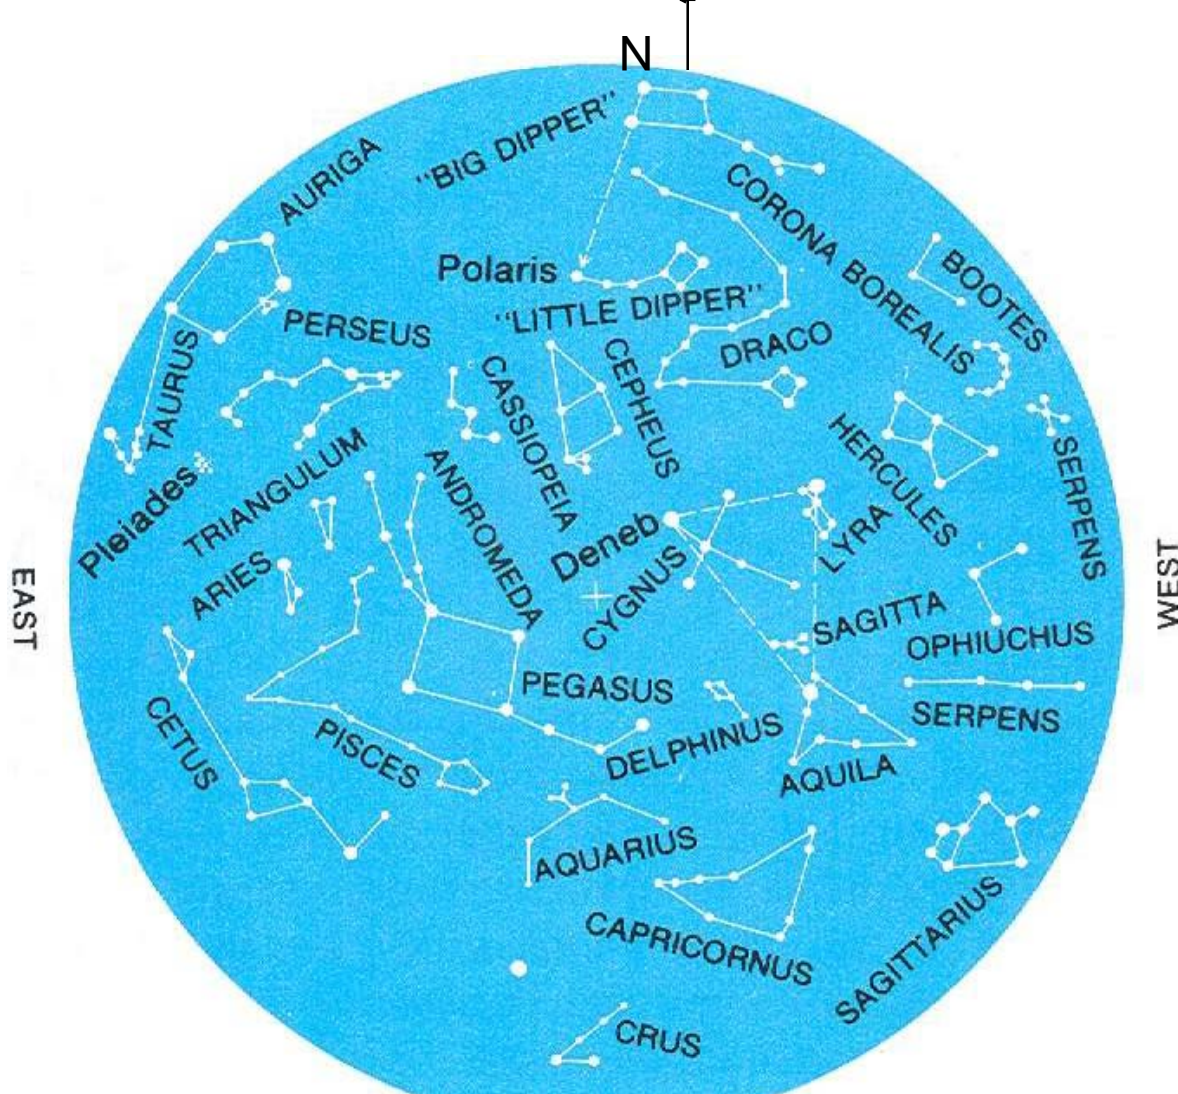 N
"BIG DIPPER"
AURIGA
CORONA BOREALIS
BOOTES
Polaris
"LITTLE DIPPER"
PERSEUS
DRACO
TAURUS
CASSIOPEIA
CEPHEUS
HERCULES
SERPENS
Pleiades
TRIANGULUM
ANDROMEDA
Deneb
LYRA
EAST
WEST
ARIES
CYGNUS
SAGITTA
OPHIUCHUS
PEGASUS
SERPENS
CETUS
PISCES
DELPHINUS
AQUILA
AQUARIUS
CAPRICORNUS
SAGITTARIUS
CRUS